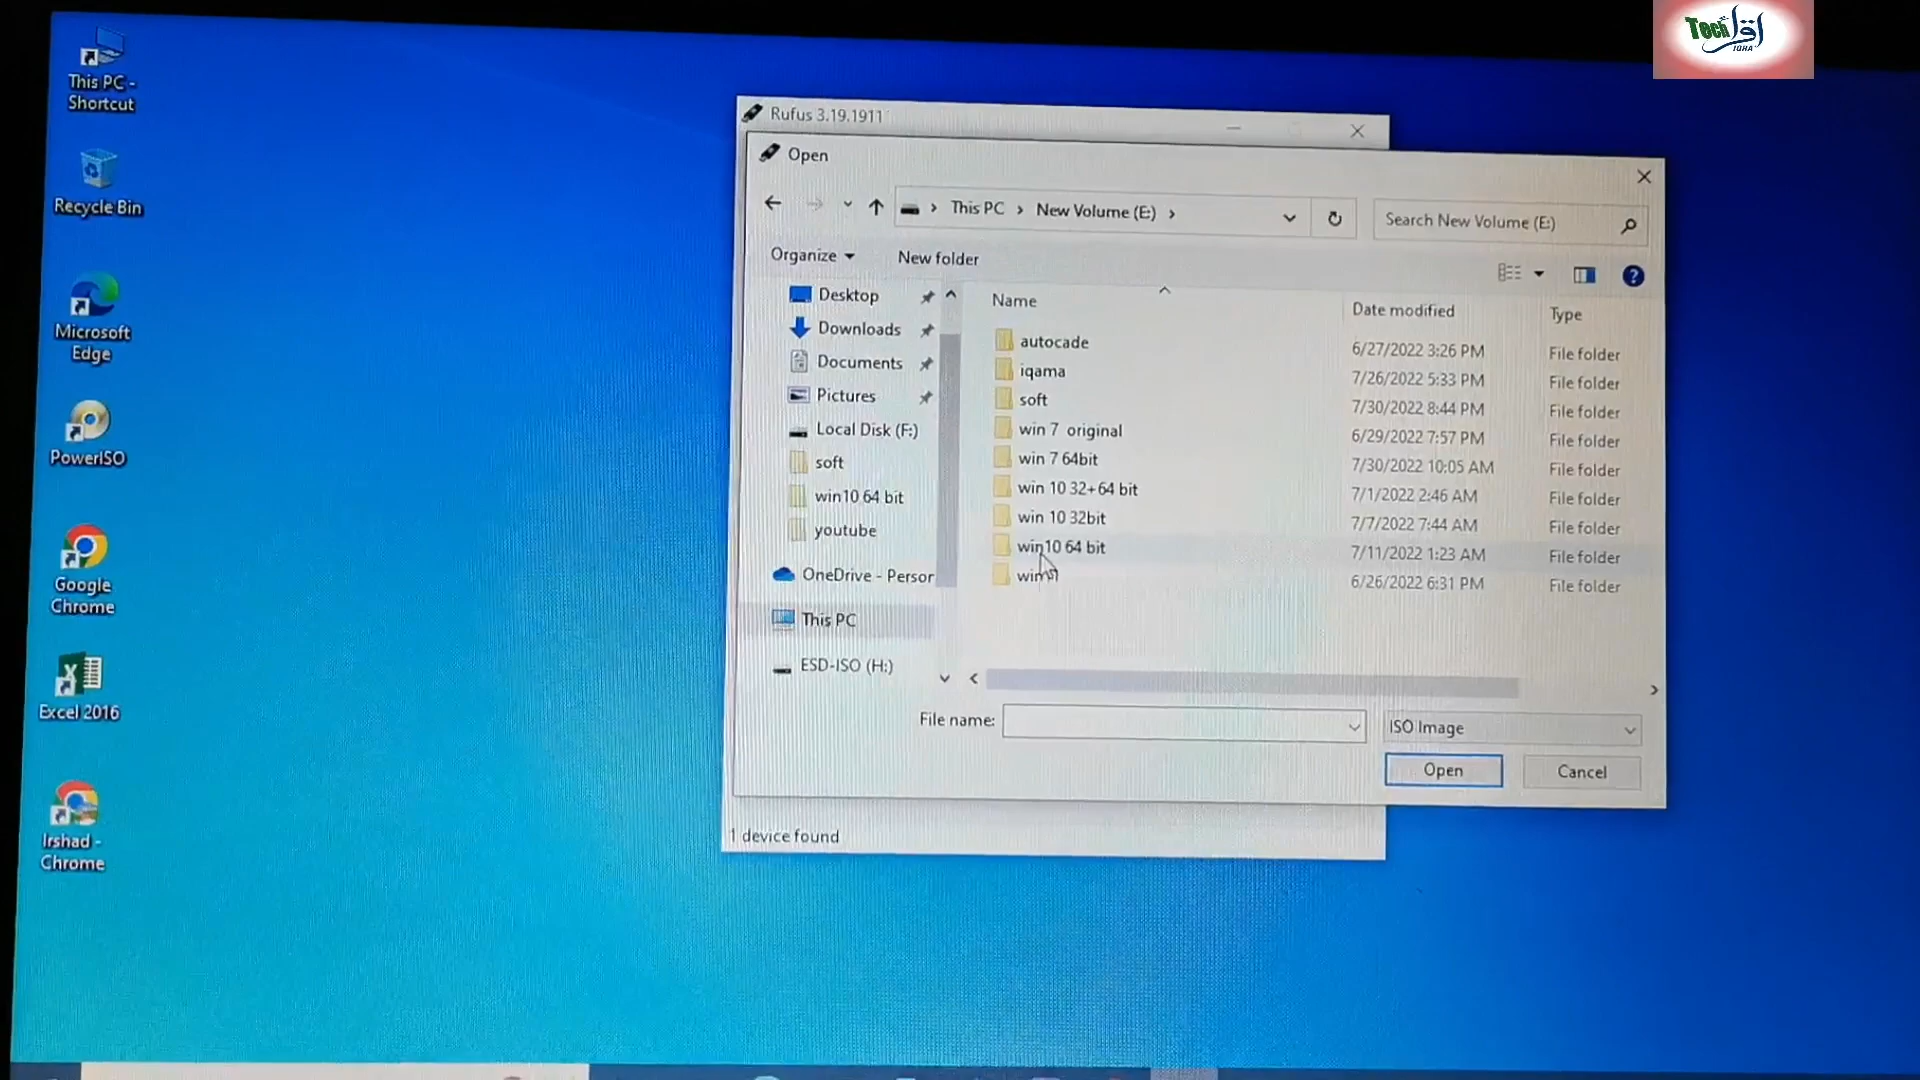 Tech اقرأ
IQRA
This PC -
Shortcut
Recycle Bin
Microsoft
Edge
PowerISO
Google
Chrome
Excel 2016
Irshad -
Chrome
Rufus 3.19.1911
Open
This PC > New Volume (E:) >
Search New Volume (E:)
Organize
New folder
Desktop
Downloads
Documents
Pictures
Local Disk (F:)
soft
win10 64 bit
youtube
OneDrive - Persor
This PC
ESD-ISO (H:)
Name Date modified Type
autocade 6/27/2022 3:26 PM File folder
iqama 7/26/2022 5:33 PM File folder
soft 7/30/2022 8:44 PM File folder
win 7 original 6/29/2022 7:57 PM File folder
win 7 64bit 7/30/2022 10:05 AM File folder
win 10 32+64 bit 7/1/2022 2:46 AM File folder
win 10 32bit 7/7/2022 7:44 AM File folder
win10 64 bit 7/11/2022 1:23 AM File folder
6/26/2022 6:31 PM File folder
File name:
ISO Image
Open
Cancel
1 device found